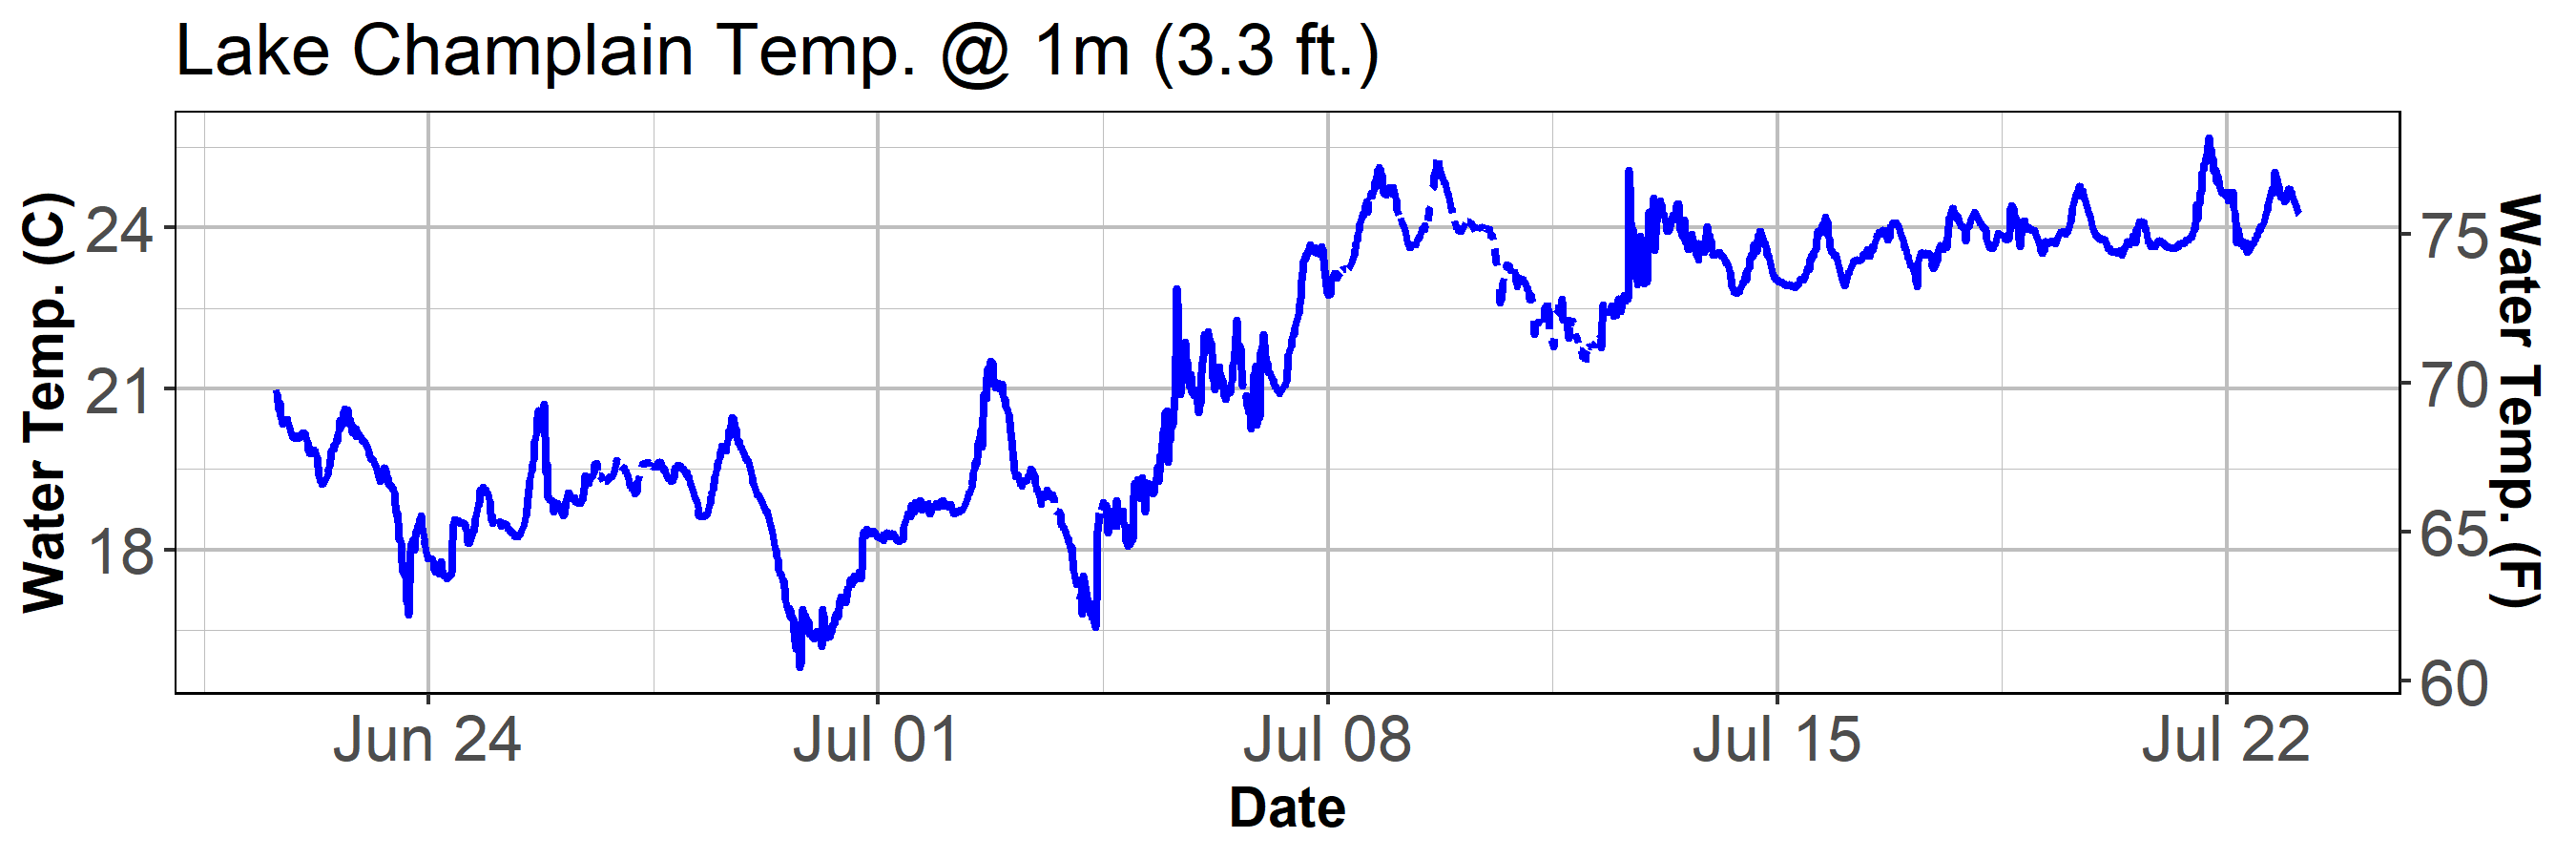 Lake Champlain Temp. @ 1m (3.3 ft.)
Water Temp. (C)
24
21
18
75
70
65
60
Water Temp. (F)
Jun 24
Jul 01
Jul 08
Jul 15
Jul 22
Date